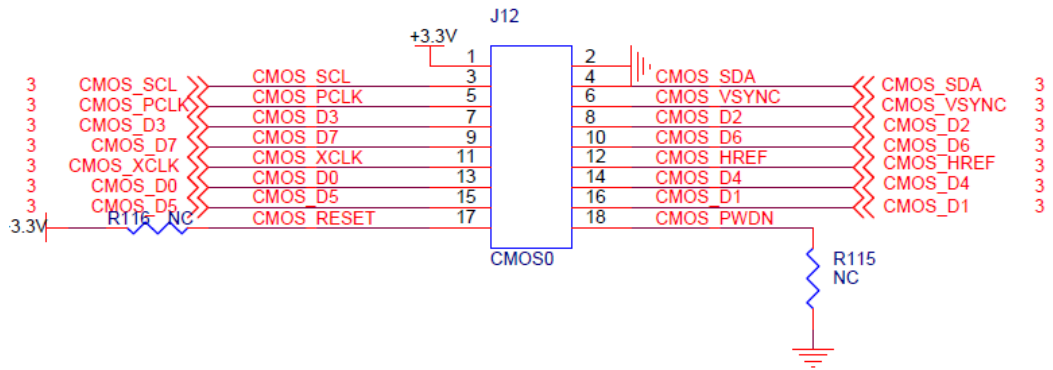 J12
+3.3V
1 2
3 CMOS_SCL CMOS_SCL 3 4 CMOS_SDA CMOS_SDA 3
3 CMOS_PCLK CMOS_PCLK 5 6 CMOS_VSYNC CMOS_VSYNC 3
3 CMOS_D3 CMOS_D3 7 8 CMOS_D2 CMOS_D2 3
3 CMOS_D7 CMOS_D7 9 10 CMOS_D6 CMOS_D6 3
3 CMOS_XCLK CMOS_XCLK 11 12 CMOS_HREF CMOS_HREF 3
3 CMOS_D0 CMOS_D0 13 14 CMOS_D4 CMOS_D4 3
3 CMOS_D5 CMOS_D5 15 16 CMOS_D1 CMOS_D1 3
3.3V R116 NC CMOS_RESET 17 18 CMOS_PWDN
CMOS0
R115
NC